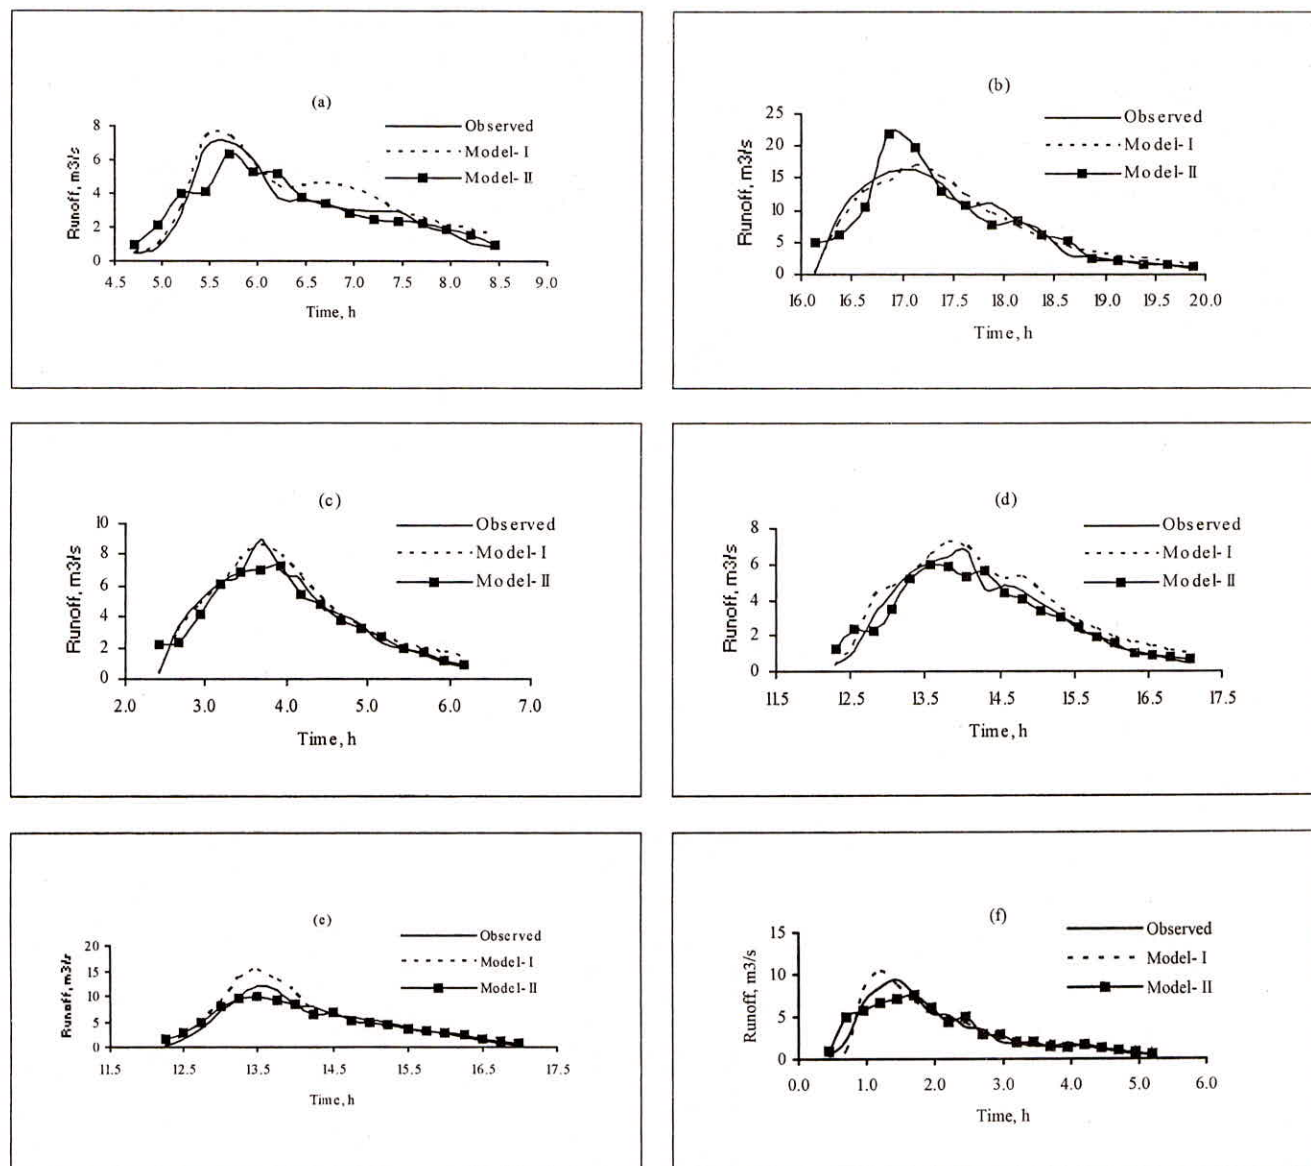 (a)
Observed
Model-I
Model-II
Runoff, m3/s
8
6
4
2
0
4.5 5.0 5.5 6.0 6.5 7.0 7.5 8.0 8.5 9.0
Time, h
(b)
Observed
Model-I
Model-II
Runoff, m3/s
25
20
15
10
5
0
16.0 16.5 17.0 17.5 18.0 18.5 19.0 19.5 20.0
Time, h
(c)
Observed
Model-I
Model-II
Runoff, m3/s
10
8
6
4
2
0
2.0 3.0 4.0 5.0 6.0 7.0
Time, h
(d)
Observed
Model-I
Model-II
Runoff, m3/s
8
6
4
2
0
11.5 12.5 13.5 14.5 15.5 16.5 17.5
Time, h
(e)
Observed
Model-I
Model-II
Runoff, m3/s
20
15
10
5
0
11.5 12.5 13.5 14.5 15.5 16.5 17.5
Time, h
(f)
Observed
Model-I
Model-II
Runoff, m3/s
15
10
5
0
0.0 1.0 2.0 3.0 4.0 5.0 6.0
Time, h